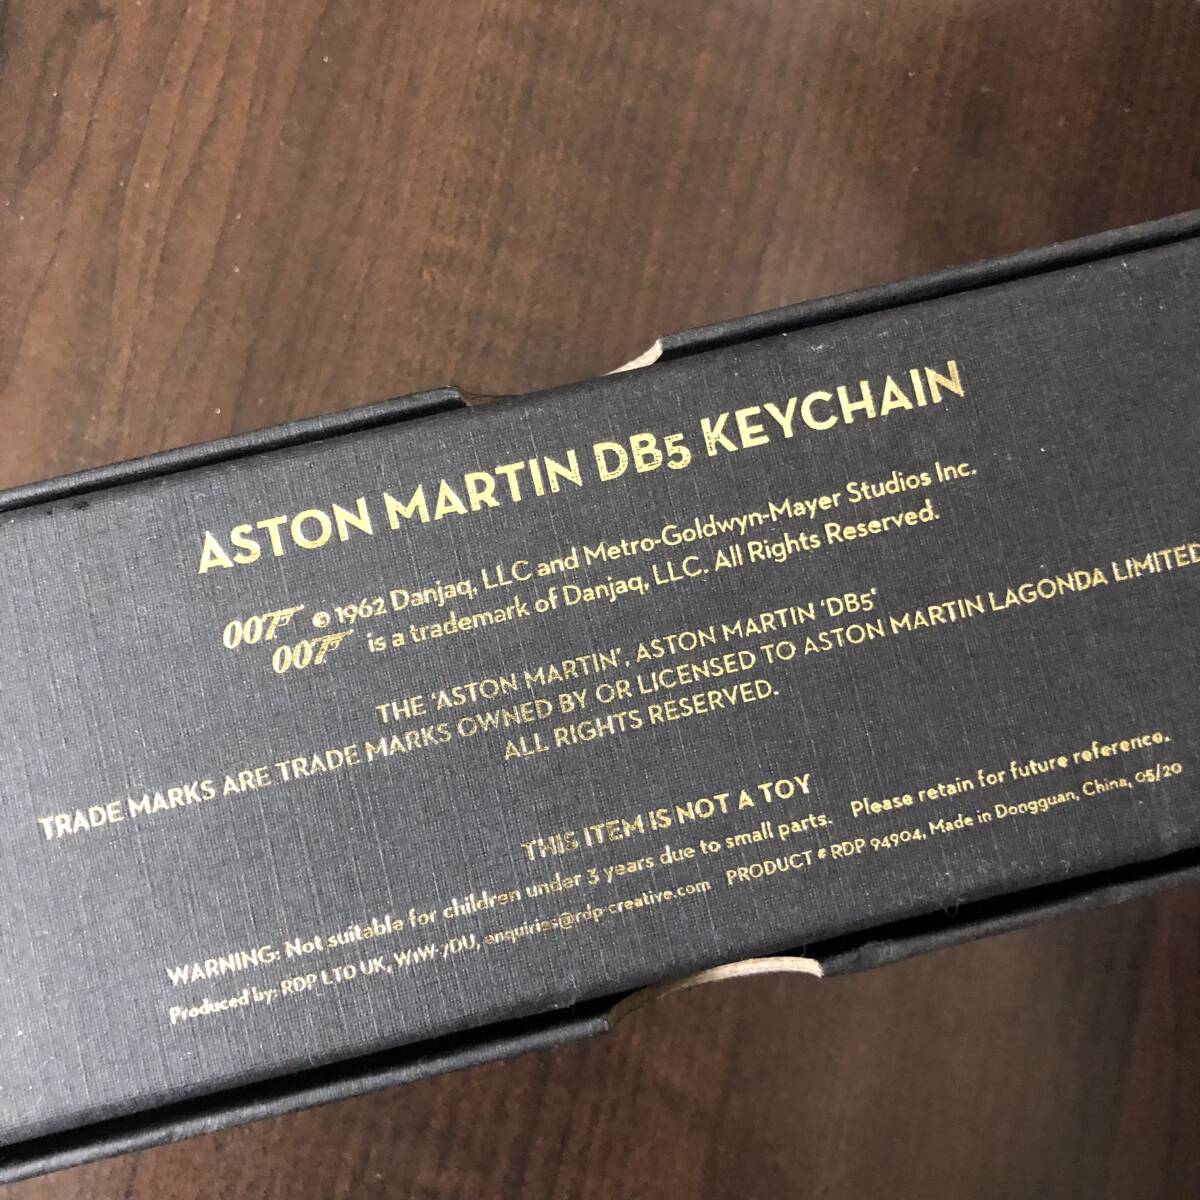 ASTON MARTIN DB5 KEYCHAIN
007 © 1962 Danjaq, LLC and Metro-Goldwyn-Mayer Studios Inc.
007 is a trademark of Danjaq, LLC. All Rights Reserved.
THE 'ASTON MARTIN', ASTON MARTIN 'DB5'
TRADE MARKS ARE TRADE MARKS OWNED BY OR LICENSED TO ASTON MARTIN LAGONDA LIMITED
ALL RIGHTS RESERVED.
THIS ITEM IS NOT A TOY
WARNING: Not suitable for children under 3 years due to small parts. Please retain for future reference.
Produced by: RDP LTD UK, W1W-7DU, enquiries@rdp-creative.com PRODUCT # RDP 94904, Made in Dongguan, China, 05/20